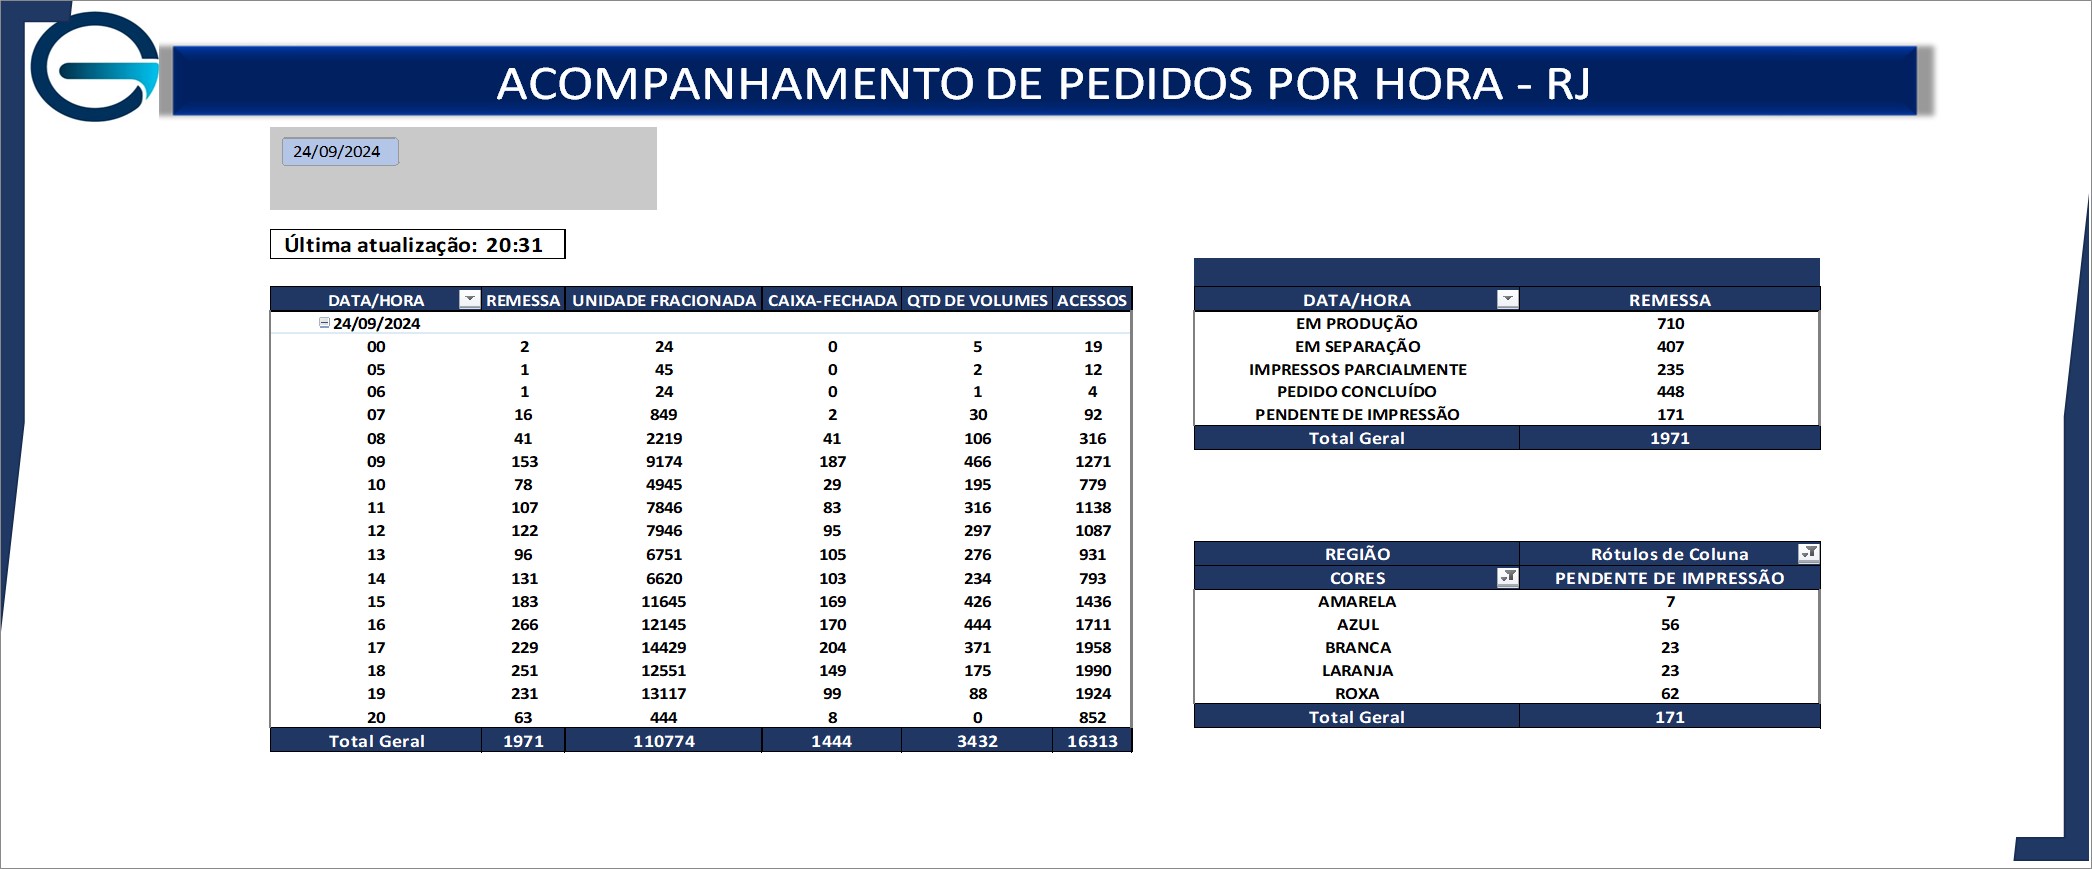 ACOMPANHAMENTO DE PEDIDOS POR HORA - RJ
24/09/2024
Última atualização: 20:31
DATA/HORA REMESSA UNIDADE FRACIONADA CAIXA-FECHADA QTD DE VOLUMES ACESSOS
24/09/2024
00 2 24 0 5 19
05 1 45 0 2 12
06 1 24 0 1 4
07 16 849 2 30 92
08 41 2219 41 106 316
09 153 9174 187 466 1271
10 78 4945 29 195 779
11 107 7846 83 316 1138
12 122 7946 95 297 1087
13 96 6751 105 276 931
14 131 6620 103 234 793
15 183 11645 169 426 1436
16 266 12145 170 444 1711
17 229 14429 204 371 1958
18 251 12551 149 175 1990
19 231 13117 99 88 1924
20 63 444 8 0 852
Total Geral 1971 110774 1444 3432 16313
DATA/HORA REMESSA
EM PRODUÇÃO 710
EM SEPARAÇÃO 407
IMPRESSOS PARCIALMENTE 235
PEDIDO CONCLUÍDO 448
PENDENTE DE IMPRESSÃO 171
Total Geral 1971
REGIÃO Rótulos de Coluna
CORES PENDENTE DE IMPRESSÃO
AMARELA 7
AZUL 56
BRANCA 23
LARANJA 23
ROXA 62
Total Geral 171